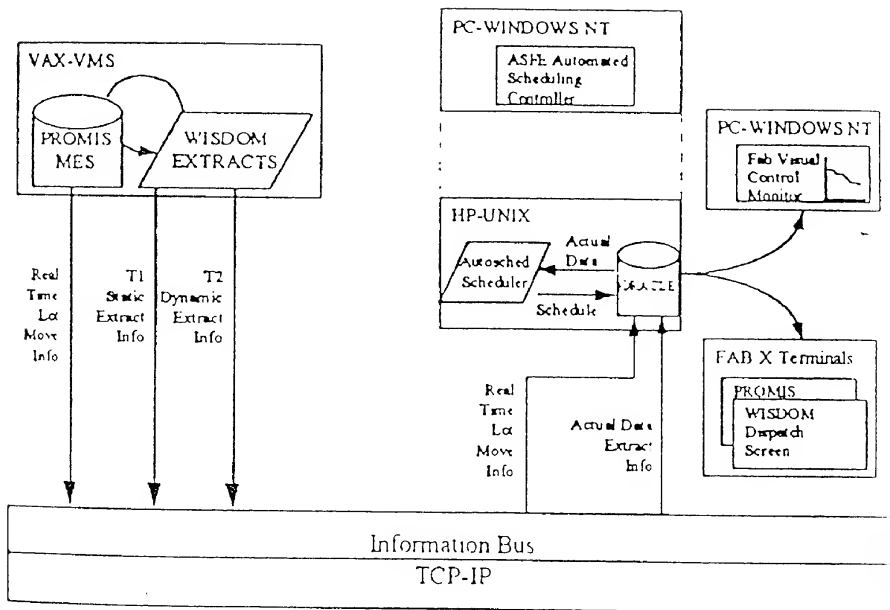 VAX-VMS
PROMIS
MES
WISDOM
EXTRACTS
Real
Time
Lot
Move
Info
T1
Static
Extract
Info
T2
Dynamic
Extract
Info
PC-WINDOWS NT
ASFE Automated
Scheduling
Controller
HP-UNIX
Autosched
Scheduler
Actual
Data
Schedule
ORACLE
PC-WINDOWS NT
Fab Visual
Control
Monitor
FAB X Terminals
PROMIS
WISDOM
Dispatch
Screen
Real
Time
Lot
Move
Info
Actual Data
Extract
Info
Information Bus
TCP-IP